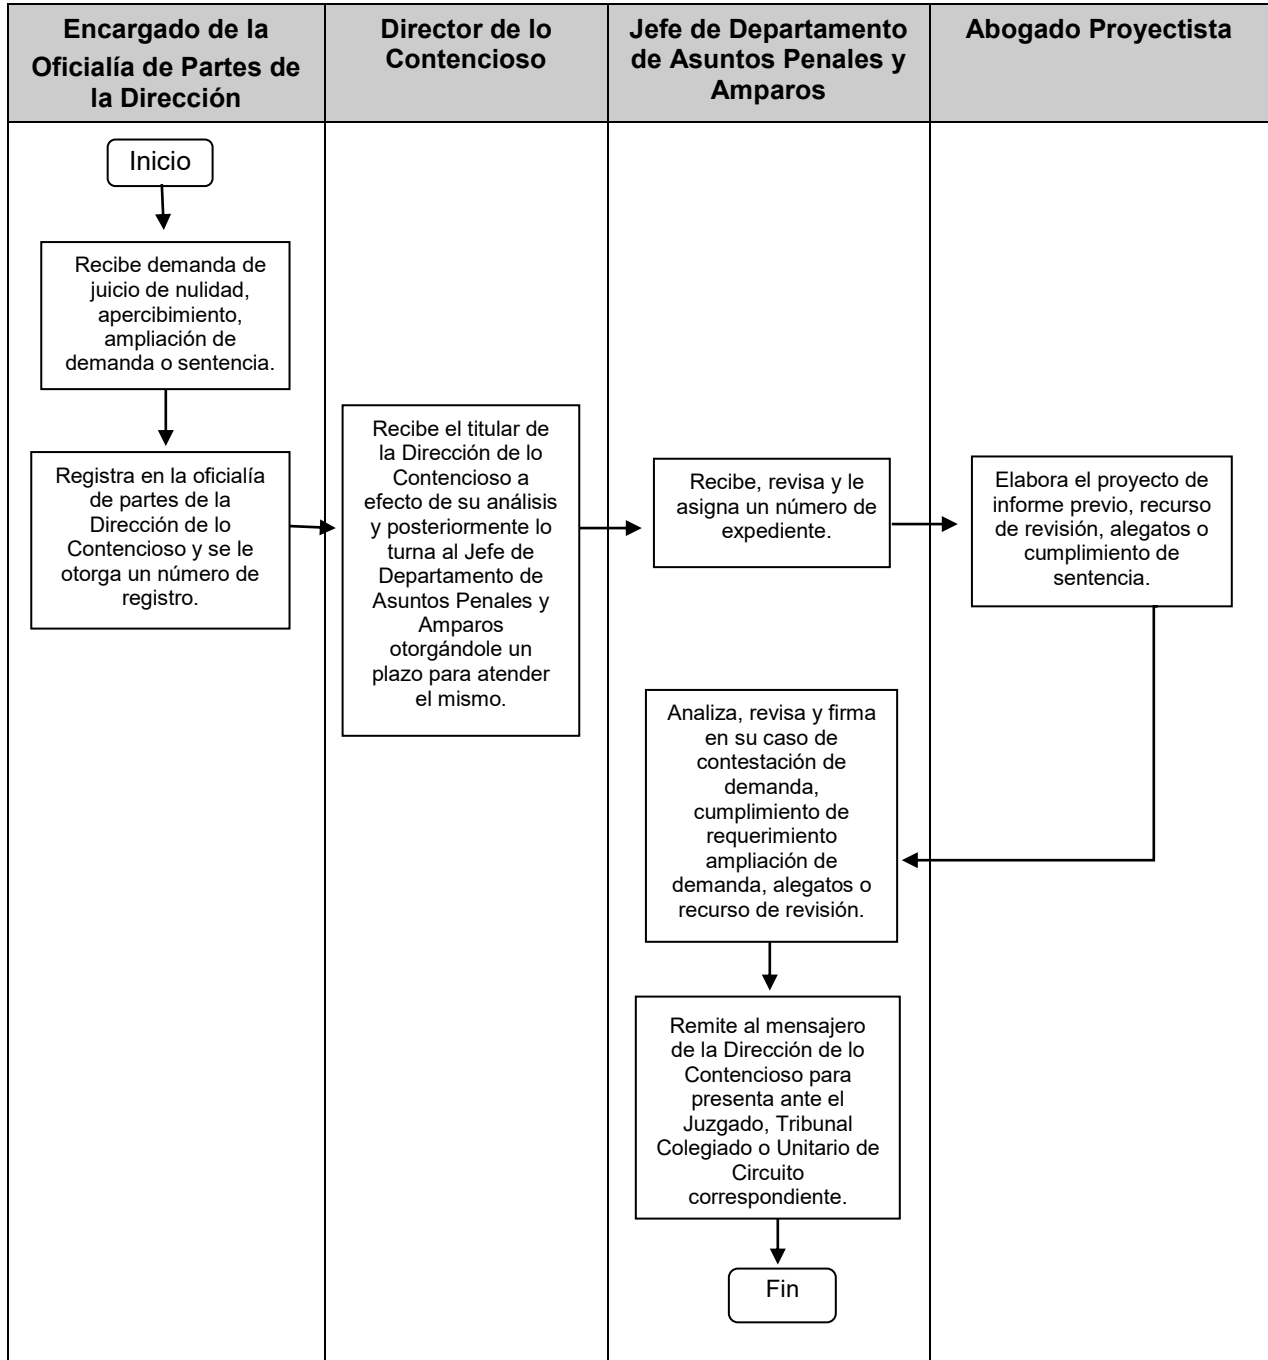 Encargado de la
Oficialía de Partes de
la Dirección
Director de lo
Contencioso
Jefe de Departamento
de Asuntos Penales y
Amparos
Abogado Proyectista
Inicio
Recibe demanda de
juicio de nulidad,
apercibimiento,
ampliación de
demanda o sentencia.
Registra en la oficialía
de partes de la
Dirección de lo
Contencioso y se le
otorga un número de
registro.
Recibe el titular de
la Dirección de lo
Contencioso a
efecto de su análisis
y posteriormente lo
turna al Jefe de
Departamento de
Asuntos Penales y
Amparos
otorgándole un
plazo para atender
el mismo.
Recibe, revisa y le
asigna un número de
expediente.
Elabora el proyecto de
informe previo, recurso
de revisión, alegatos o
cumplimiento de
sentencia.
Analiza, revisa y firma
en su caso de
contestación de
demanda,
cumplimiento de
requerimiento
ampliación de
demanda, alegatos o
recurso de revisión.
Remite al mensajero
de la Dirección de lo
Contencioso para
presenta ante el
Juzgado, Tribunal
Colegiado o Unitario de
Circuito
correspondiente.
Fin